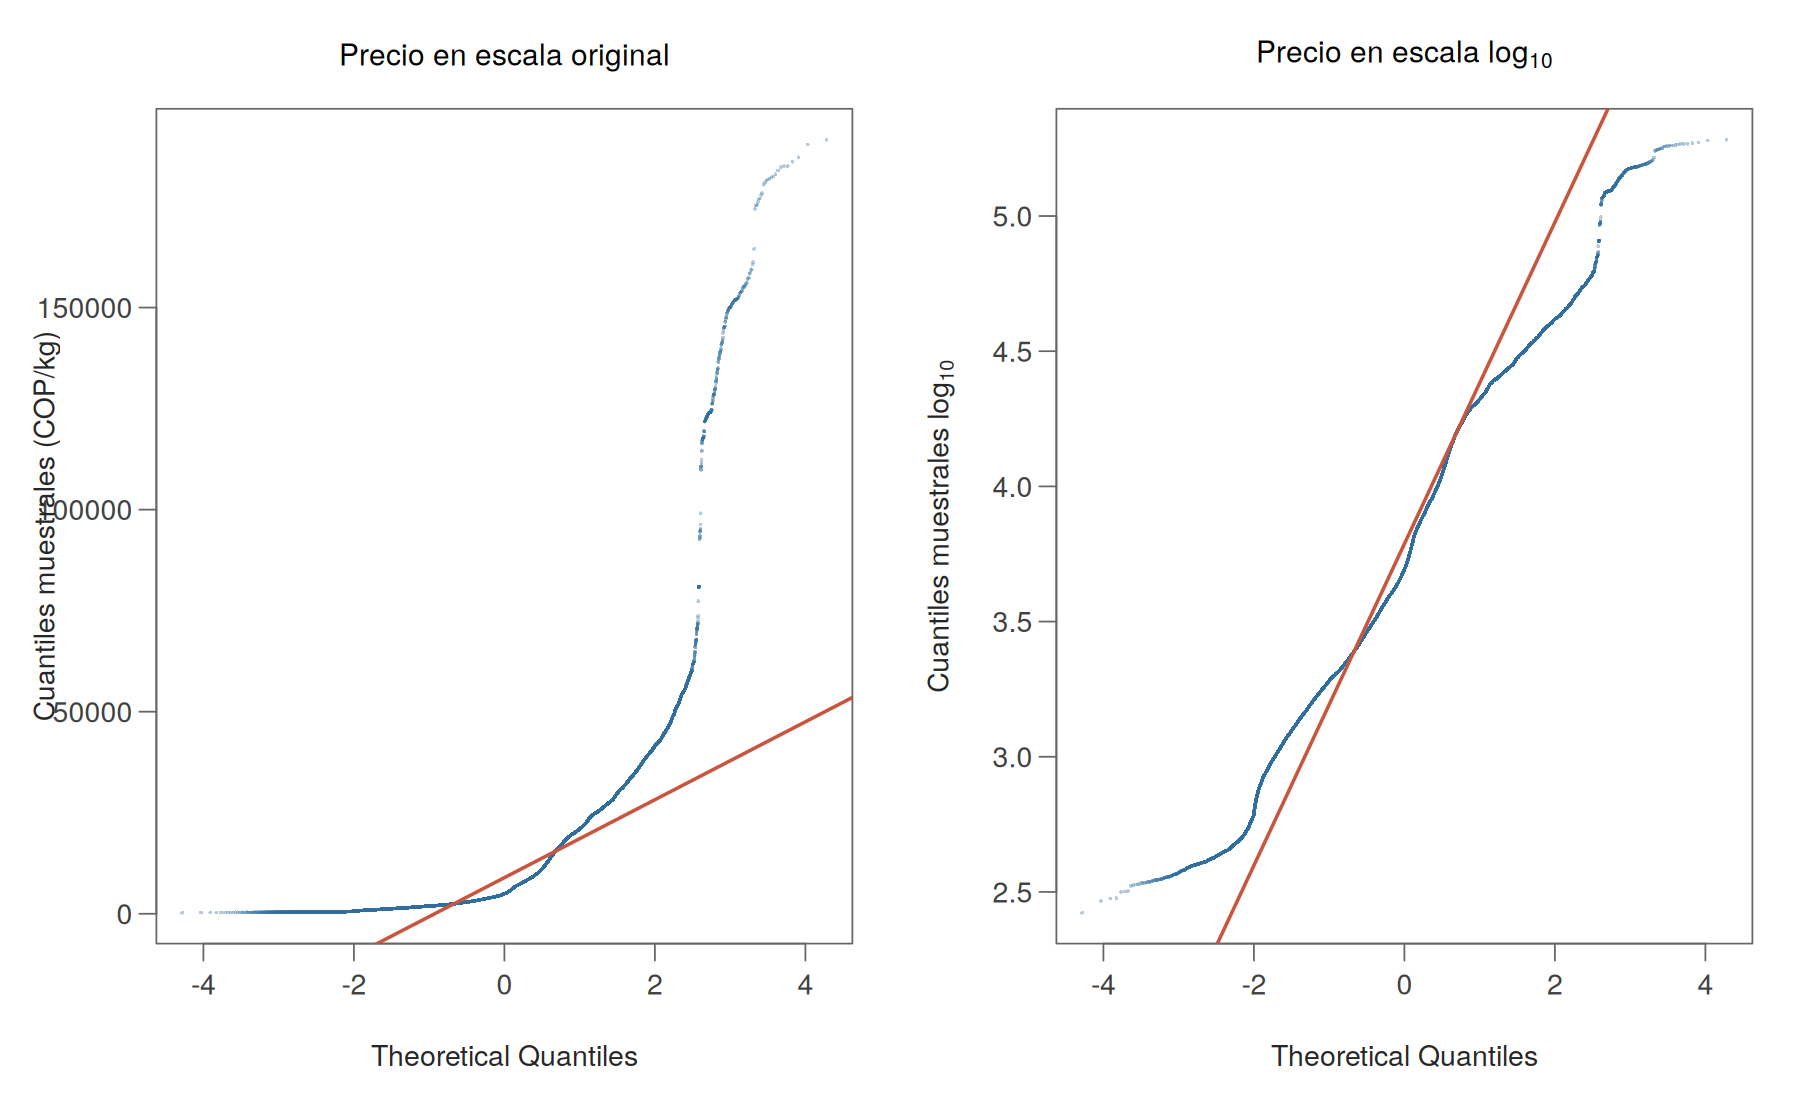 Precio en escala original
Cuantiles muestrales (COP/kg)
150000
100000
50000
0
-4 -2 0 2 4
Theoretical Quantiles
Precio en escala log10
Cuantiles muestrales log10
5.0
4.5
4.0
3.5
3.0
2.5
-4 -2 0 2 4
Theoretical Quantiles